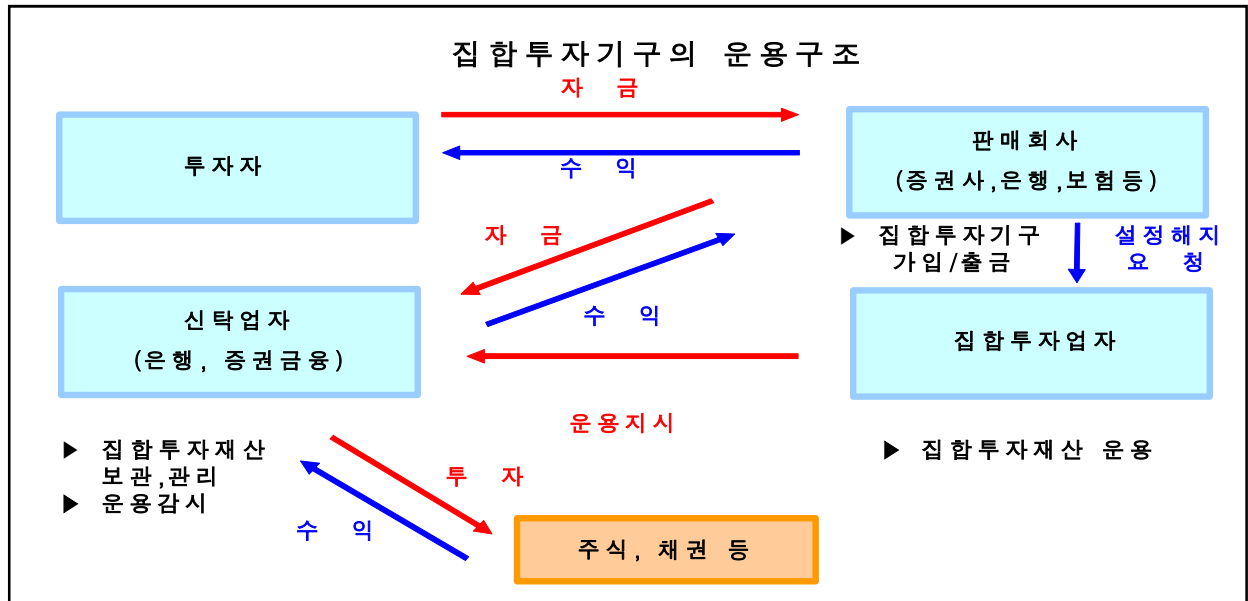 집합투자기구의 운용구조
자 금
투자자
수 익
판매회사
(증권사,은행,보험등)
자 금
▶ 집합투자기구
가입/출금
설정해지
요 청
수 익
신탁업자
(은행, 증권금융)
집합투자업자
운용지시
▶ 집합투자재산
보관,관리
▶ 운용감시
▶ 집합투자재산 운용
투 자
수 익
주식, 채권 등